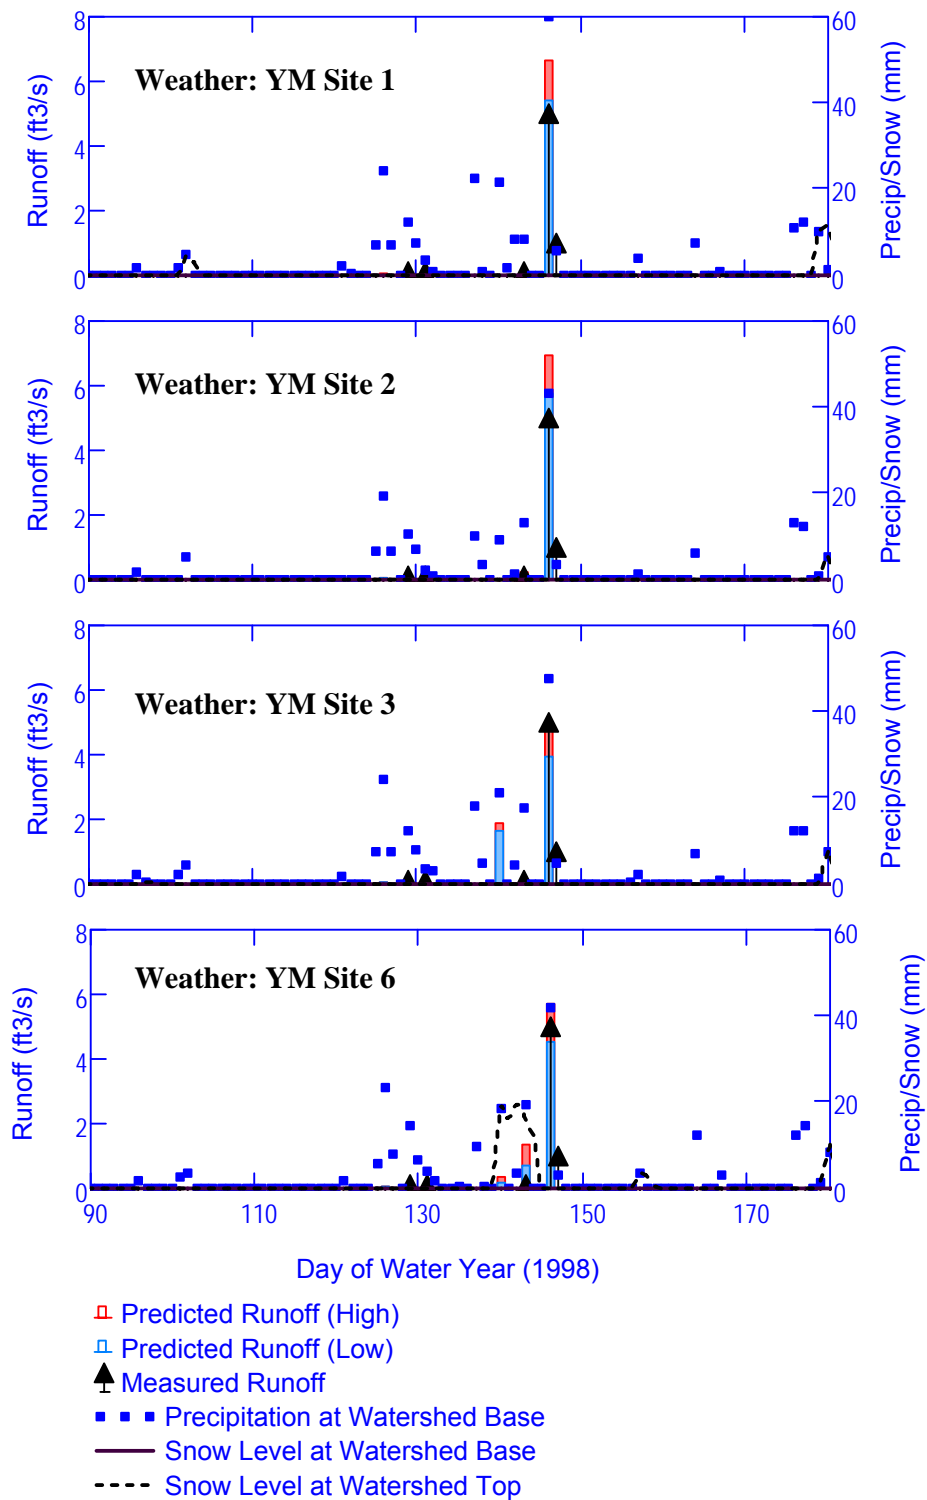 8
60
Weather: YM Site 1
6
40
4
20
2
0
0
Runoff (ft3/s)
Precip/Snow (mm)
8
60
Weather: YM Site 2
6
40
4
20
2
0
0
Runoff (ft3/s)
Precip/Snow (mm)
8
60
Weather: YM Site 3
6
40
4
20
2
0
0
Runoff (ft3/s)
Precip/Snow (mm)
8
60
Weather: YM Site 6
6
40
4
20
2
0
0
Runoff (ft3/s)
Precip/Snow (mm)
90 110 130 150 170
Day of Water Year (1998)
Predicted Runoff (High)
Predicted Runoff (Low)
Measured Runoff
Precipitation at Watershed Base
Snow Level at Watershed Base
Snow Level at Watershed Top